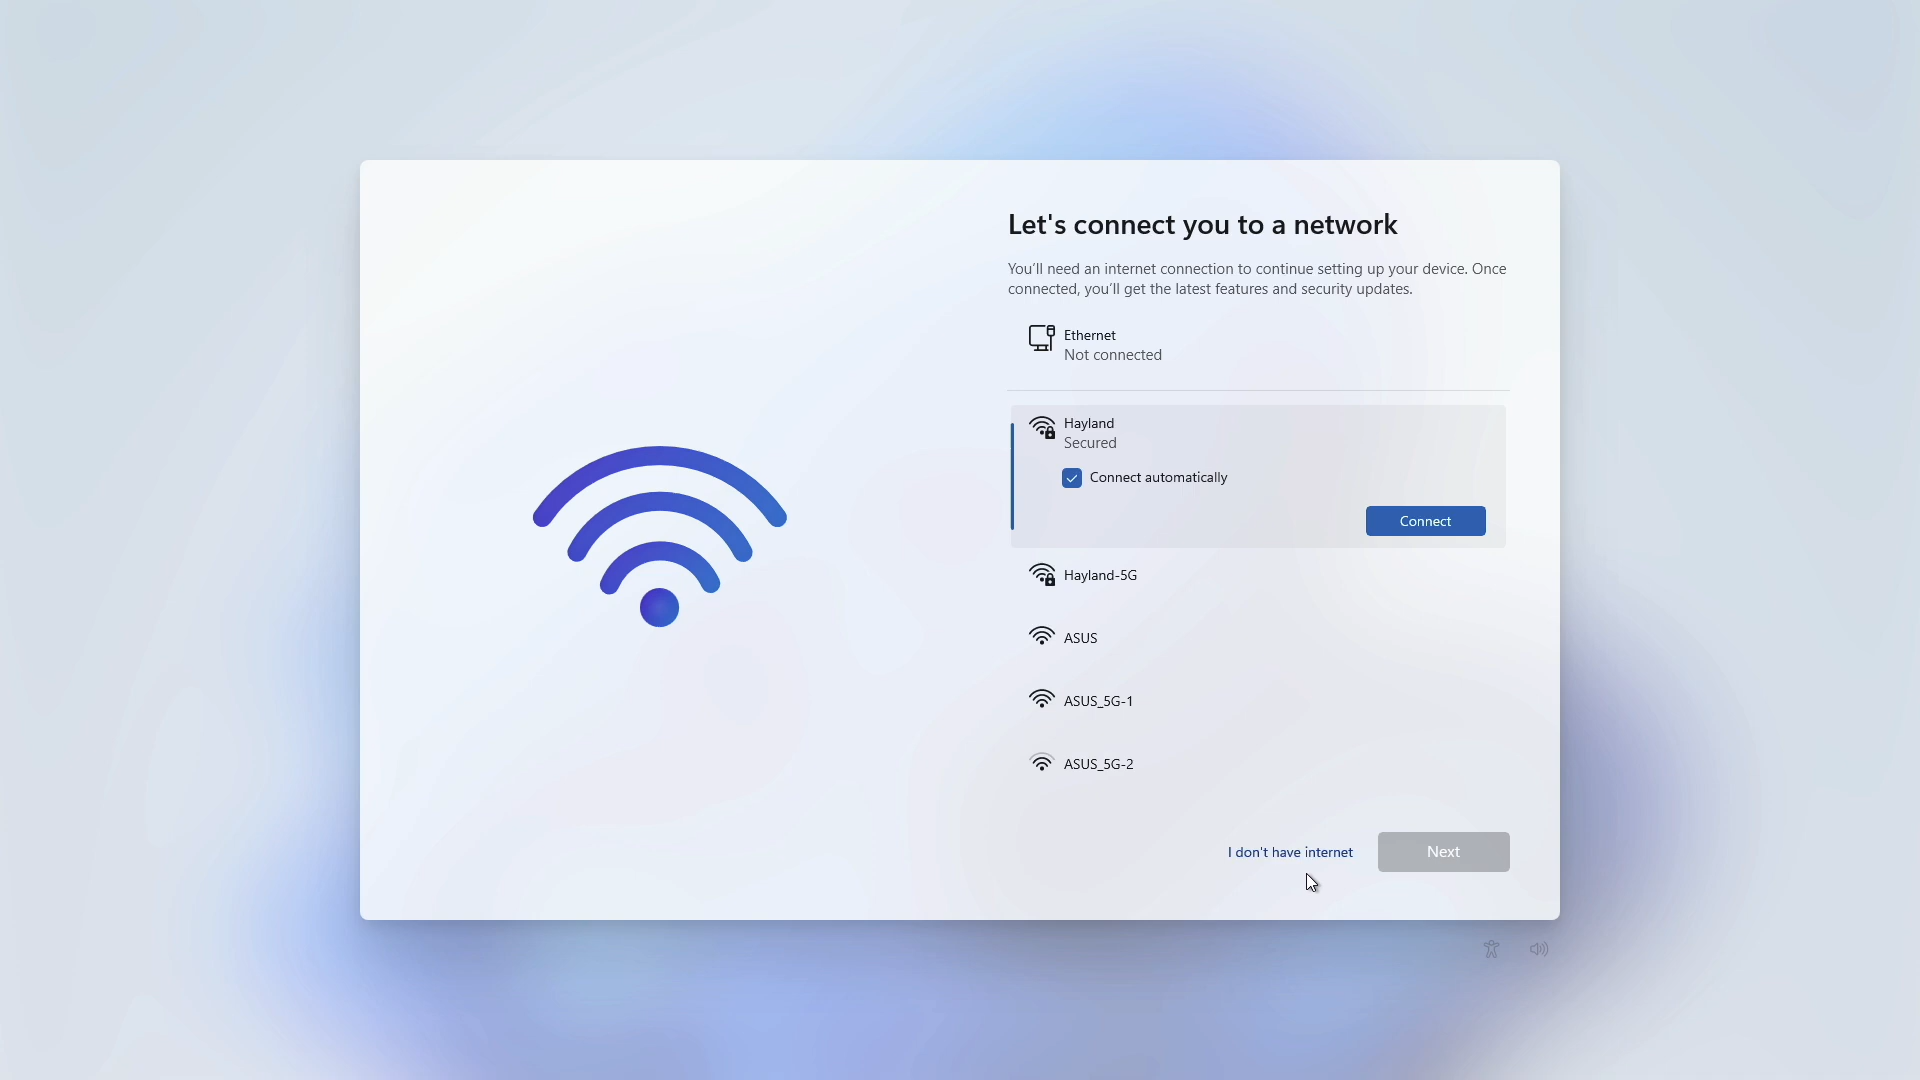 Let's connect you to a network
You'll need an internet connection to continue setting up your device. Once
connected, you'll get the latest features and security updates.
Ethernet
Not connected
Hayland
Secured
Connect automatically
Connect
Hayland-5G
ASUS
ASUS_5G-1
ASUS_5G-2
I don't have internet
Next